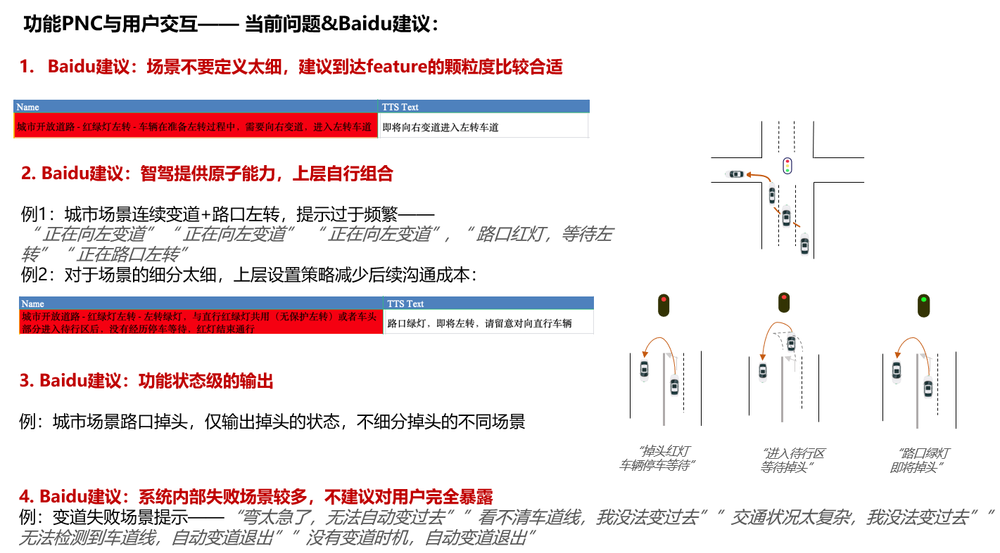 功能PNC与用户交互—— 当前问题&Baidu建议：
1. Baidu建议：场景不要定义太细，建议到达feature的颗粒度比较合适
Name TTS Text
城市开放道路 - 红绿灯左转 - 车辆在准备左转过程中，需要向右变道，进入左转车道 即将向右变道进入左转车道
2. Baidu建议：智驾提供原子能力，上层自行组合
例1：城市场景连续变道+路口左转，提示过于频繁——
“ 正在向左变道” “ 正在向左变道” “ 正在向左变道”，“ 路口红灯，等待左
转” “ 正在路口左转”
例2：对于场景的细分太细，上层设置策略减少后续沟通成本：
Name TTS Text
城市开放道路 - 红绿灯左转 - 左转绿灯，与直行红绿灯共用（无保护左转）或者车头
部分进入待行区后，没有经历停车等待，红灯结束通行
路口绿灯，即将左转，请留意对向直行车辆
3. Baidu建议：功能状态级的输出
例：城市场景路口掉头，仅输出掉头的状态，不细分掉头的不同场景
“掉头红灯
车辆停车等待”
“进入待行区
等待掉头”
“路口绿灯
即将掉头”
4. Baidu建议：系统内部失败场景较多，不建议对用户完全暴露
例：变道失败场景提示—— “弯太急了，无法自动变过去” ” 看不清车道线，我没法变过去” ” 交通状况太复杂，我没法变过去” ”
无法检测到车道线，自动变道退出” ” 没有变道时机，自动变道退出”